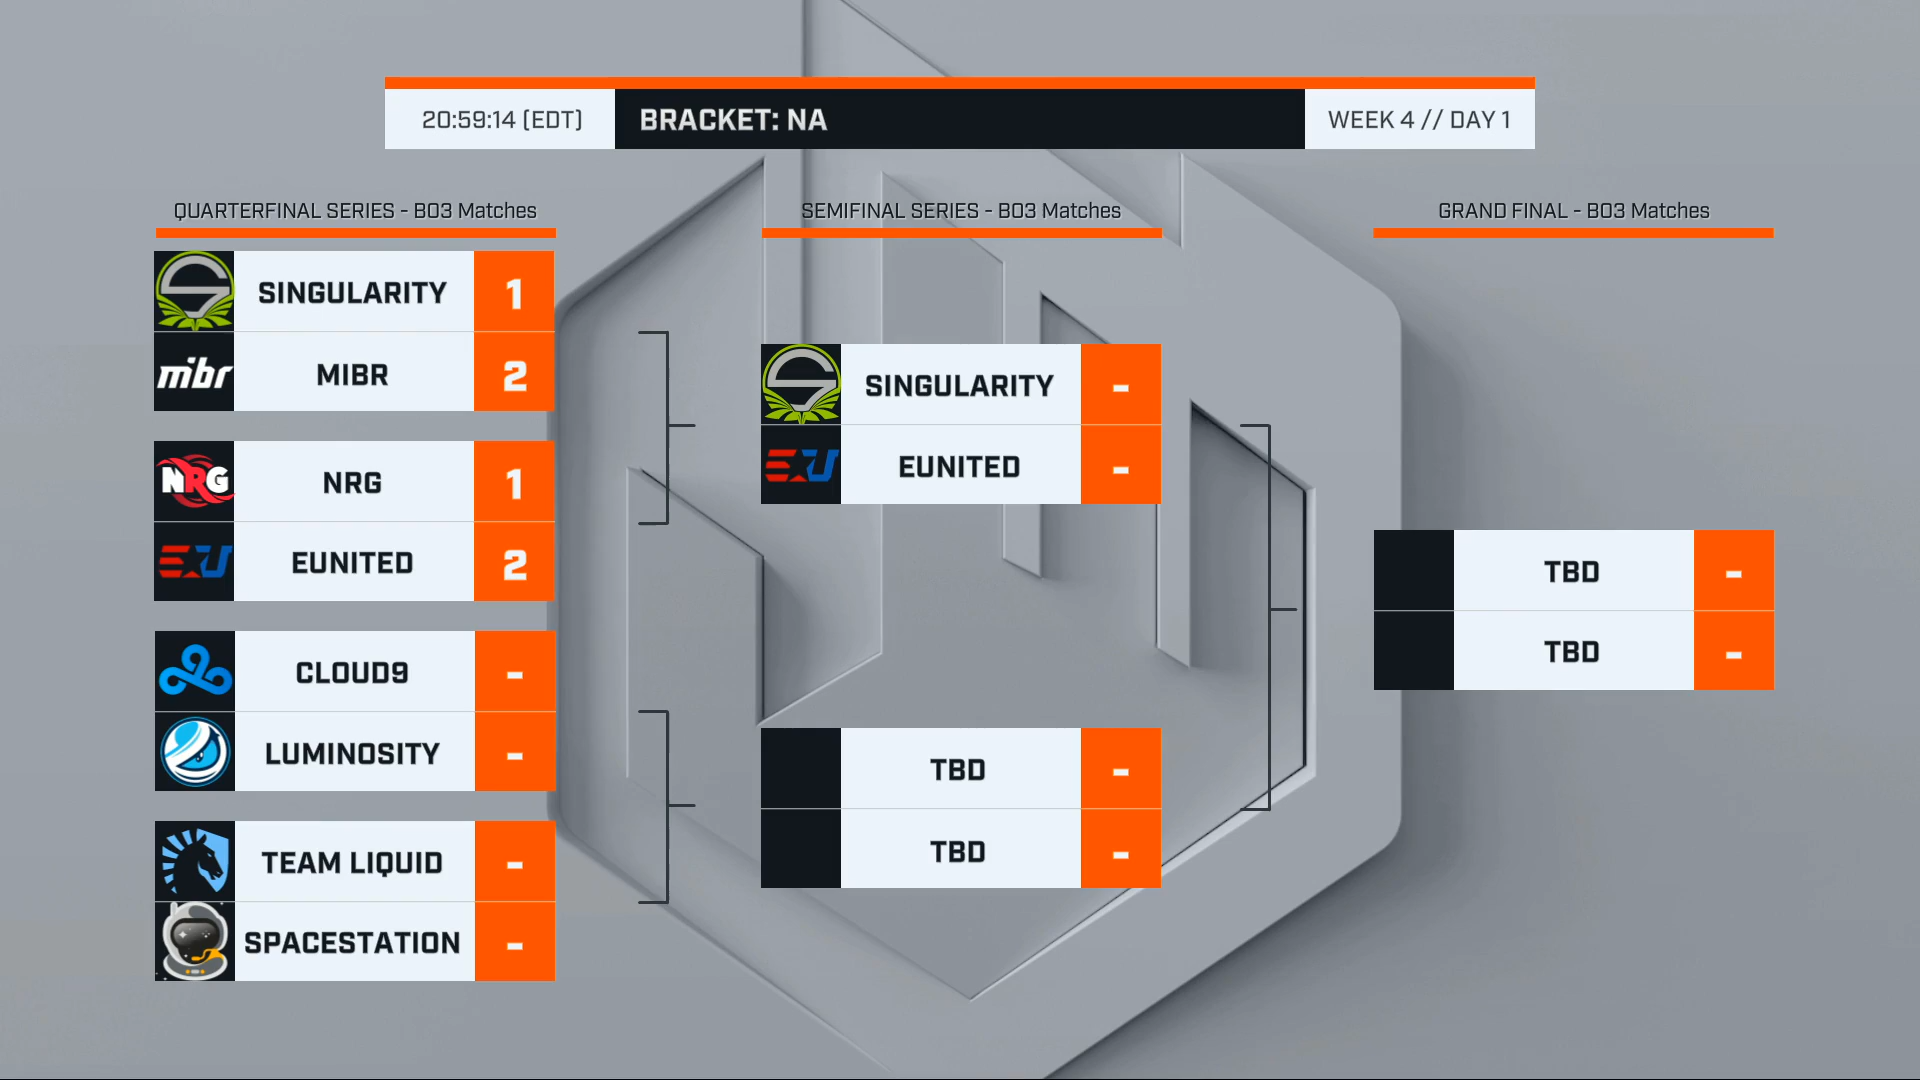 20:59:14 (EDT)
BRACKET: NA
WEEK 4 // DAY 1
QUARTERFINAL SERIES - BO3 Matches
SINGULARITY 1
mibr MIBR 2
NRG NRG 1
EU EUNITED 2
CLOUD9 -
LUMINOSITY -
TEAM LIQUID -
SPACESTATION -
SEMIFINAL SERIES - BO3 Matches
SINGULARITY -
EU EUNITED -
TBD -
TBD -
GRAND FINAL - BO3 Matches
TBD -
TBD -